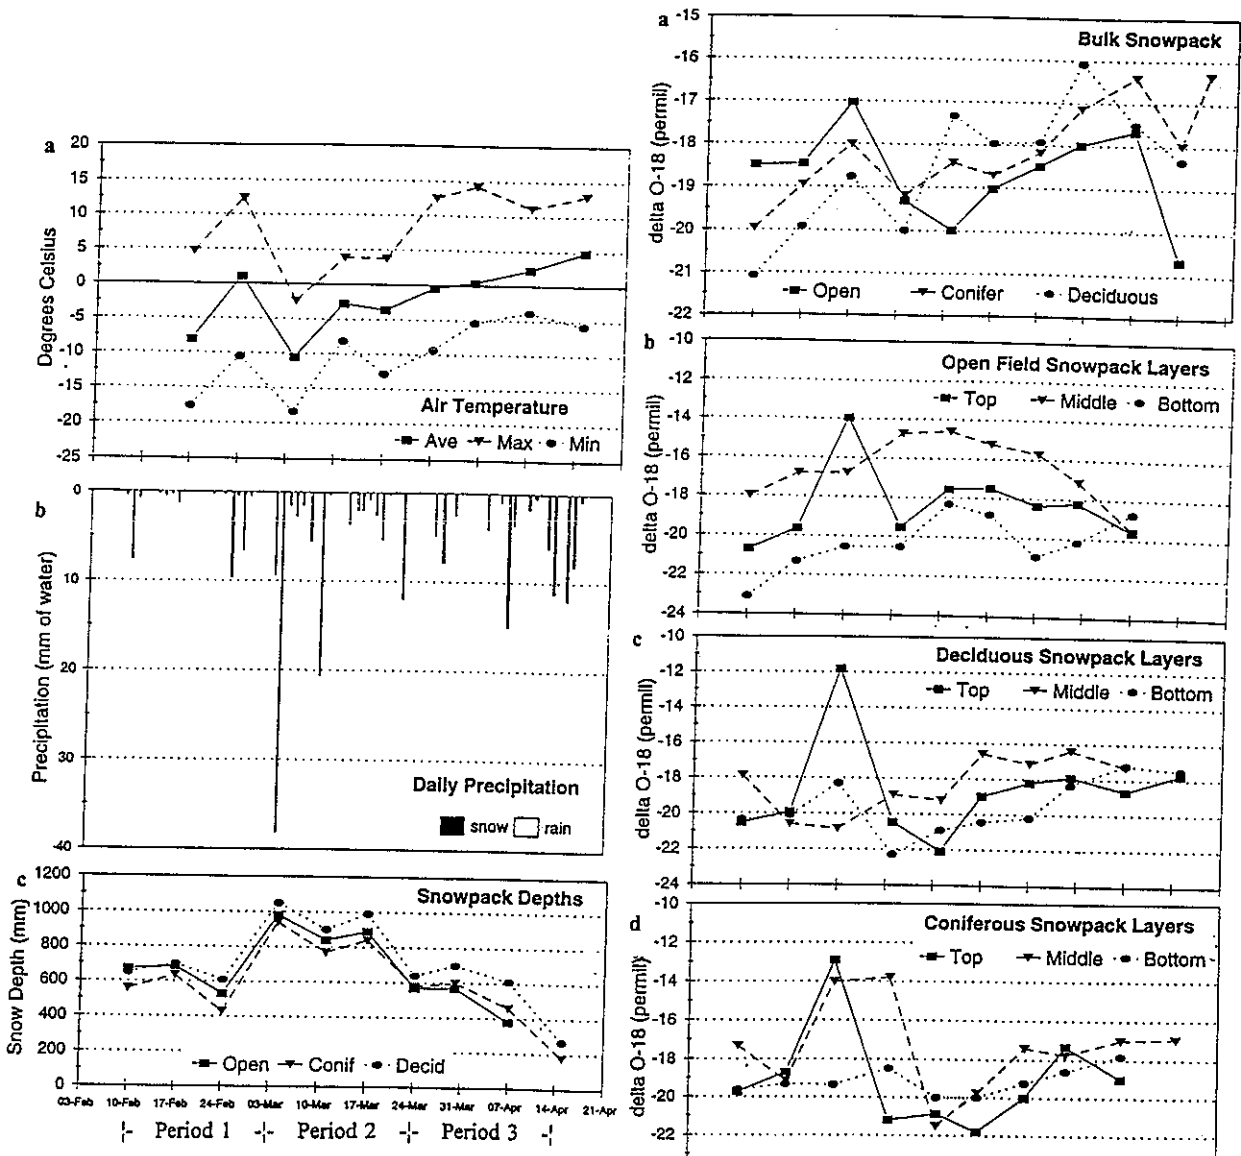 a
20
15
10
5
0
-5
-10
-15
-20
-25
Degrees Celsius
Air Temperature
Ave Max Min
b
0
10
20
30
-40
Precipitation (mm of water)
Daily Precipitation
snow rain
c
1200
1000
800
600
400
200
0
Snow Depth (mm)
Snowpack Depths
Open Conif Decid
03-Feb 10-Feb 17-Feb 24-Feb 03-Mar 10-Mar 17-Mar 24-Mar 31-Mar 07-Apr 14-Apr 21-Apr
Period 1 Period 2 Period 3
a
-15
-16
-17
-18
-19
-20
-21
-22
delta O-18 (permil)
Bulk Snowpack
Open Conifer Deciduous
b
-10
-12
-14
-16
-18
-20
-22
-24
delta O-18 (permil)
Open Field Snowpack Layers
Top Middle Bottom
c
-10
-12
-14
-16
-18
-20
-22
-24
delta O-18 (permil)
Deciduous Snowpack Layers
Top Middle Bottom
d
-10
-12
-14
-16
-18
-20
-22
delta O-18 (permil)
Coniferous Snowpack Layers
Top Middle Bottom